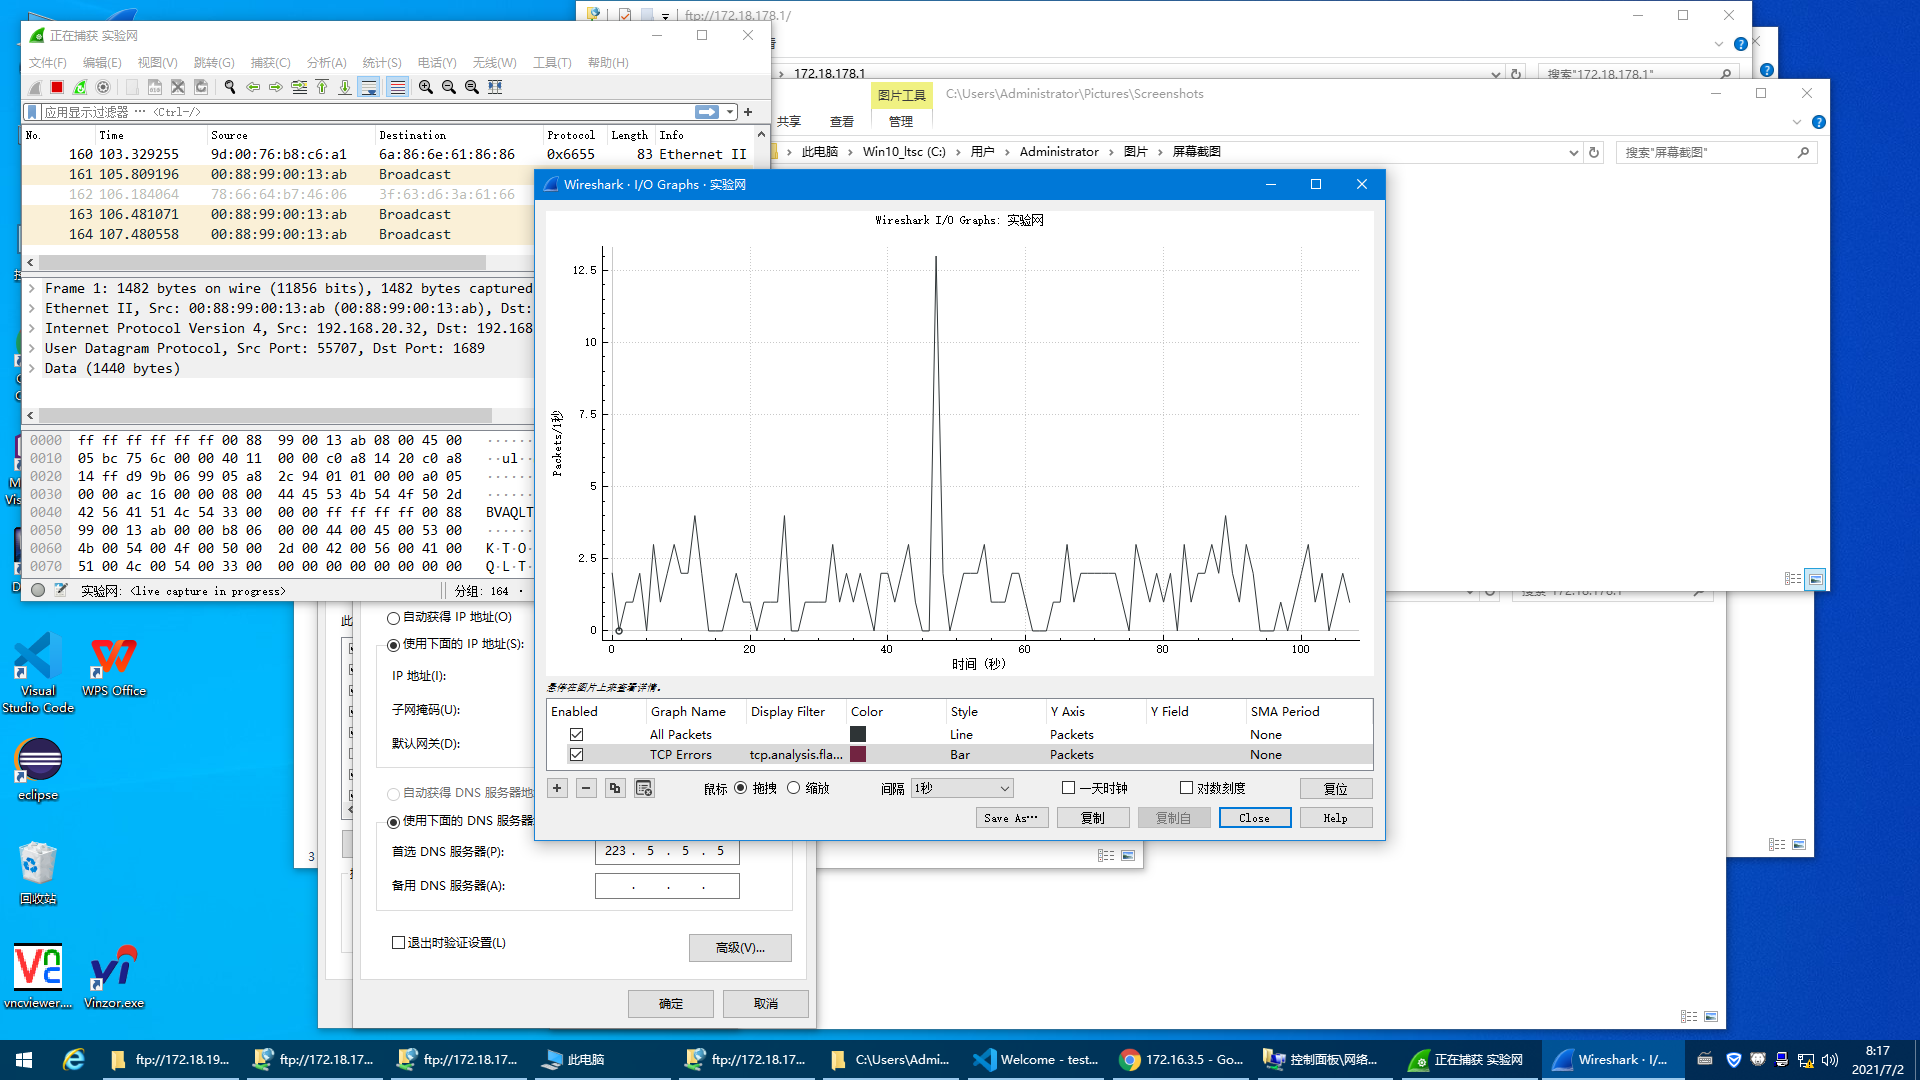 ftp://172.18.178.1/
172.18.178.1
搜索"172.18.178.1"
图片工具
C:\Users\Administrator\Pictures\Screenshots
共享
查看
管理
此电脑 Win10_ltsc (C:) 用户 Administrator 图片 屏幕截图
搜索"屏幕截图"
正在捕获 实验网
文件(F) 编辑(E) 视图(V) 跳转(G) 捕获(C) 分析(A) 统计(S) 电话(Y) 无线(W) 工具(T) 帮助(H)
应用显示过滤器 ⋯ <Ctrl-/>
No. Time Source Destination Protocol Length Info
160 103.329255 9d:00:76:b8:c6:a1 6a:86:6e:61:86:86 0x6655 83 Ethernet II
161 105.809196 00:88:99:00:13:ab Broadcast
162 106.184064 78:66:64:b7:46:06 3f:63:d6:3a:61:66
163 106.481071 00:88:99:00:13:ab Broadcast
164 107.480558 00:88:99:00:13:ab Broadcast
Frame 1: 1482 bytes on wire (11856 bits), 1482 bytes captured
Ethernet II, Src: 00:88:99:00:13:ab (00:88:99:00:13:ab), Dst:
Internet Protocol Version 4, Src: 192.168.20.32, Dst: 192.168
User Datagram Protocol, Src Port: 55707, Dst Port: 1689
Data (1440 bytes)
0000 ff ff ff ff ff ff 00 88 99 00 13 ab 08 00 45 00 ······
0010 05 bc 75 6c 00 00 40 11 00 00 c0 a8 14 20 c0 a8 ··ul··
0020 14 ff d9 9b 06 99 05 a8 2c 94 01 01 00 00 a0 05 ······
0030 00 00 ac 16 00 00 08 00 44 45 53 4b 54 4f 50 2d ······
0040 42 56 41 51 4c 54 33 00 00 00 ff ff ff ff 00 88 BVAQLT
0050 99 00 13 ab 00 00 b8 06 00 00 44 00 45 00 53 00 ······
0060 4b 00 54 00 4f 00 50 00 2d 00 42 00 56 00 41 00 K·T·O·
0070 51 00 4c 00 54 00 33 00 00 00 00 00 00 00 00 00 Q·L·T·
实验网: <live capture in progress>
分组: 164 ·
Wireshark · I/O Graphs · 实验网
Wireshark I/O Graphs: 实验网
12.5
10
7.5
5
2.5
0
Packets/1秒
0 20 40 60 80 100
时间 (秒)
悬停在图片上来查看详情。
Enabled Graph Name Display Filter Color Style Y Axis Y Field SMA Period
All Packets Line Packets None
TCP Errors tcp.analysis.fla... Bar Packets None
鼠标 拖拽 缩放 间隔 1秒 一天时钟 对数刻度 复位
Save As⋯ 复制 复制自 Close Help
自动获得 IP 地址(O)
使用下面的 IP 地址(S):
IP 地址(I):
子网掩码(U):
默认网关(D):
自动获得 DNS 服务器地
使用下面的 DNS 服务器
首选 DNS 服务器(P): 223 . 5 . 5 . 5
备用 DNS 服务器(A): . . .
退出时验证设置(L)
高级(V)...
确定 取消
3
Visual Studio Code
WPS Office
eclipse
回收站
vncviewer....
Vinzor.exe
ftp://172.18.19...
ftp://172.18.17...
ftp://172.18.17...
此电脑
ftp://172.18.17...
C:\Users\Admi...
Welcome - test...
172.16.3.5 - Go...
控制面板\网络...
正在捕获 实验网
Wireshark · I/...
8:17
2021/7/2